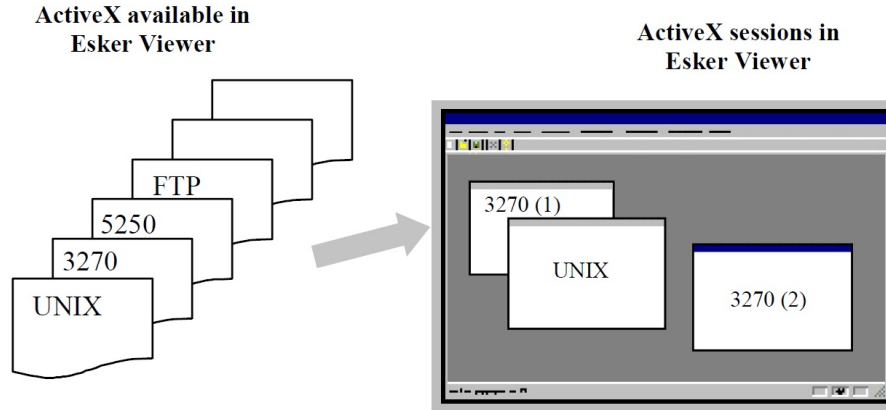 ActiveX available in
Esker Viewer
ActiveX sessions in
Esker Viewer
FTP
5250
3270
UNIX
3270 (1)
UNIX
3270 (2)